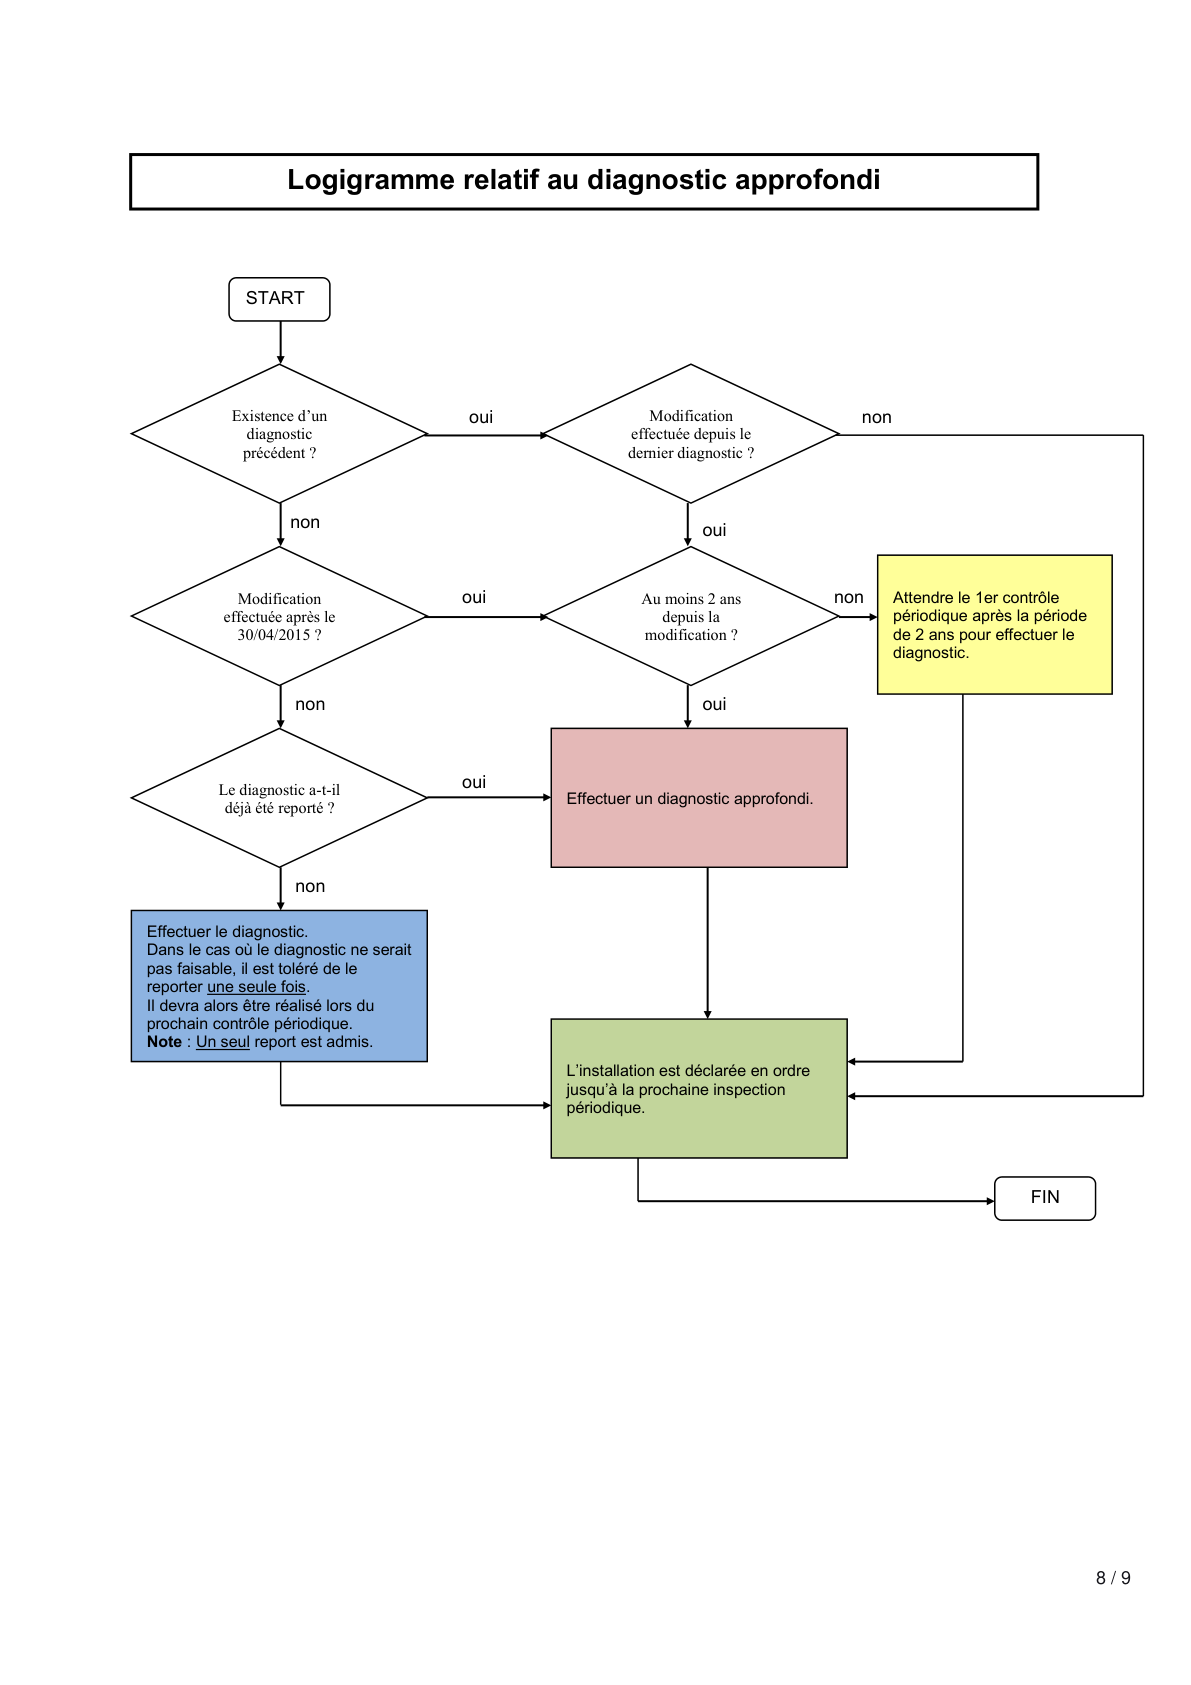 Logigramme relatif au diagnostic approfondi
START
Existence d’un
diagnostic
précédent ?
oui
Modification
effectuée depuis le
dernier diagnostic ?
non
non
oui
Modification
effectuée après le
30/04/2015 ?
oui
Au moins 2 ans
depuis la
modification ?
non
Attendre le 1er contrôle
périodique après la période
de 2 ans pour effectuer le
diagnostic.
non
oui
Le diagnostic a-t-il
déjà été reporté ?
oui
Effectuer un diagnostic approfondi.
non
Effectuer le diagnostic.
Dans le cas où le diagnostic ne serait
pas faisable, il est toléré de le
reporter une seule fois.
Il devra alors être réalisé lors du
prochain contrôle périodique.
Note : Un seul report est admis.
L’installation est déclarée en ordre
jusqu’à la prochaine inspection
périodique.
FIN
8 / 9